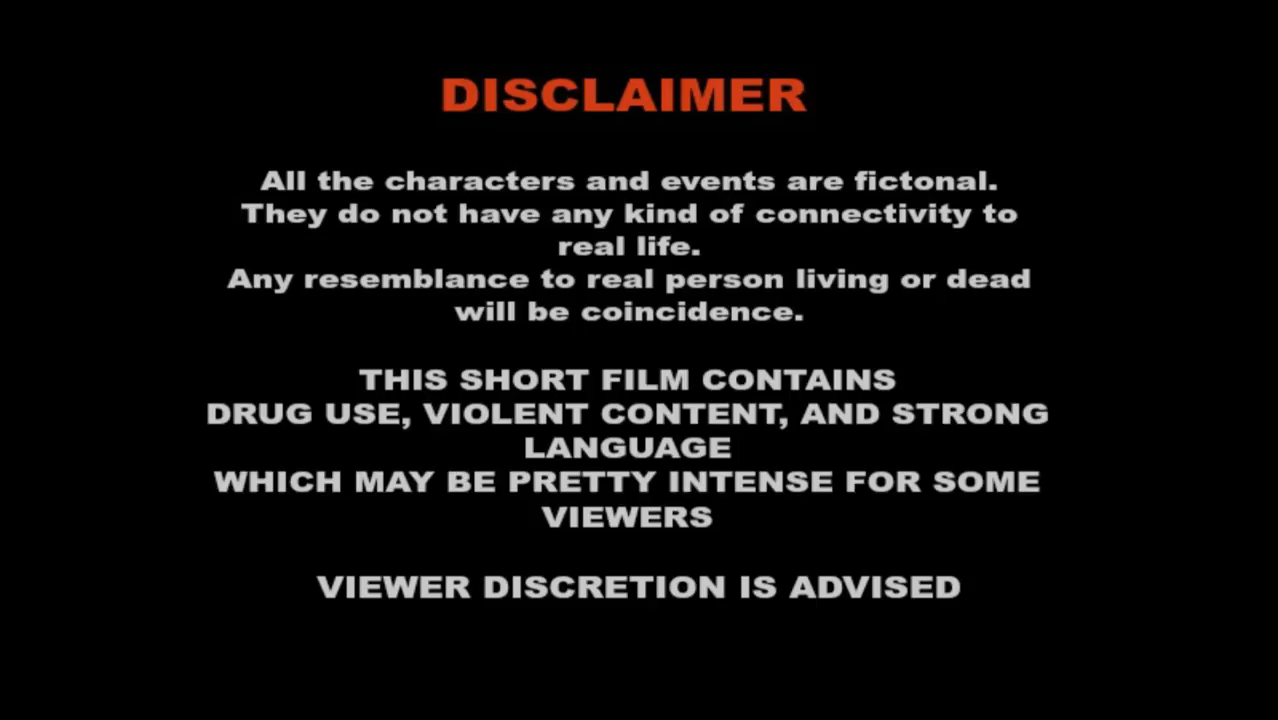 DISCLAIMER
All the characters and events are fictonal.
They do not have any kind of connectivity to
real life.
Any resemblance to real person living or dead
will be coincidence.
THIS SHORT FILM CONTAINS
DRUG USE, VIOLENT CONTENT, AND STRONG
LANGUAGE
WHICH MAY BE PRETTY INTENSE FOR SOME
VIEWERS
VIEWER DISCRETION IS ADVISED